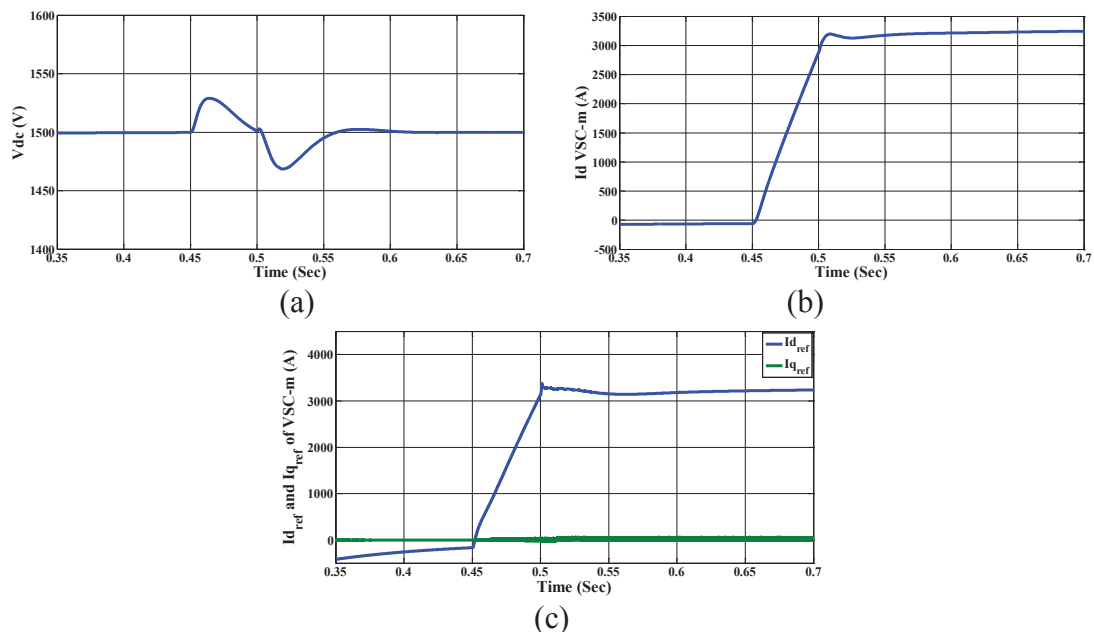 1600
1550
1500
1450
1400
Vdc (V)
0.35 0.4 0.45 0.5 0.55 0.6 0.65 0.7
Time (Sec)
(a)
3500
3000
2500
2000
1500
1000
500
0
-500
Id VSC-m (A)
0.35 0.4 0.45 0.5 0.55 0.6 0.65 0.7
Time (Sec)
(b)
4000
3000
2000
1000
0
Id_ref and Iq_ref of VSC-m (A)
Id_ref
Iq_ref
0.35 0.4 0.45 0.5 0.55 0.6 0.65 0.7
Time (Sec)
(c)